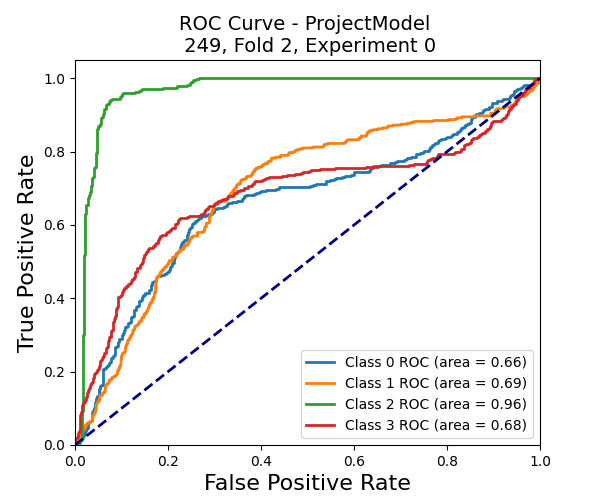 ROC Curve - ProjectModel
249, Fold 2, Experiment 0
True Positive Rate
1.0
0.8
0.6
0.4
0.2
0.0
Class 0 ROC (area = 0.66)
Class 1 ROC (area = 0.69)
Class 2 ROC (area = 0.96)
Class 3 ROC (area = 0.68)
0.0 0.2 0.4 0.6 0.8 1.0
False Positive Rate